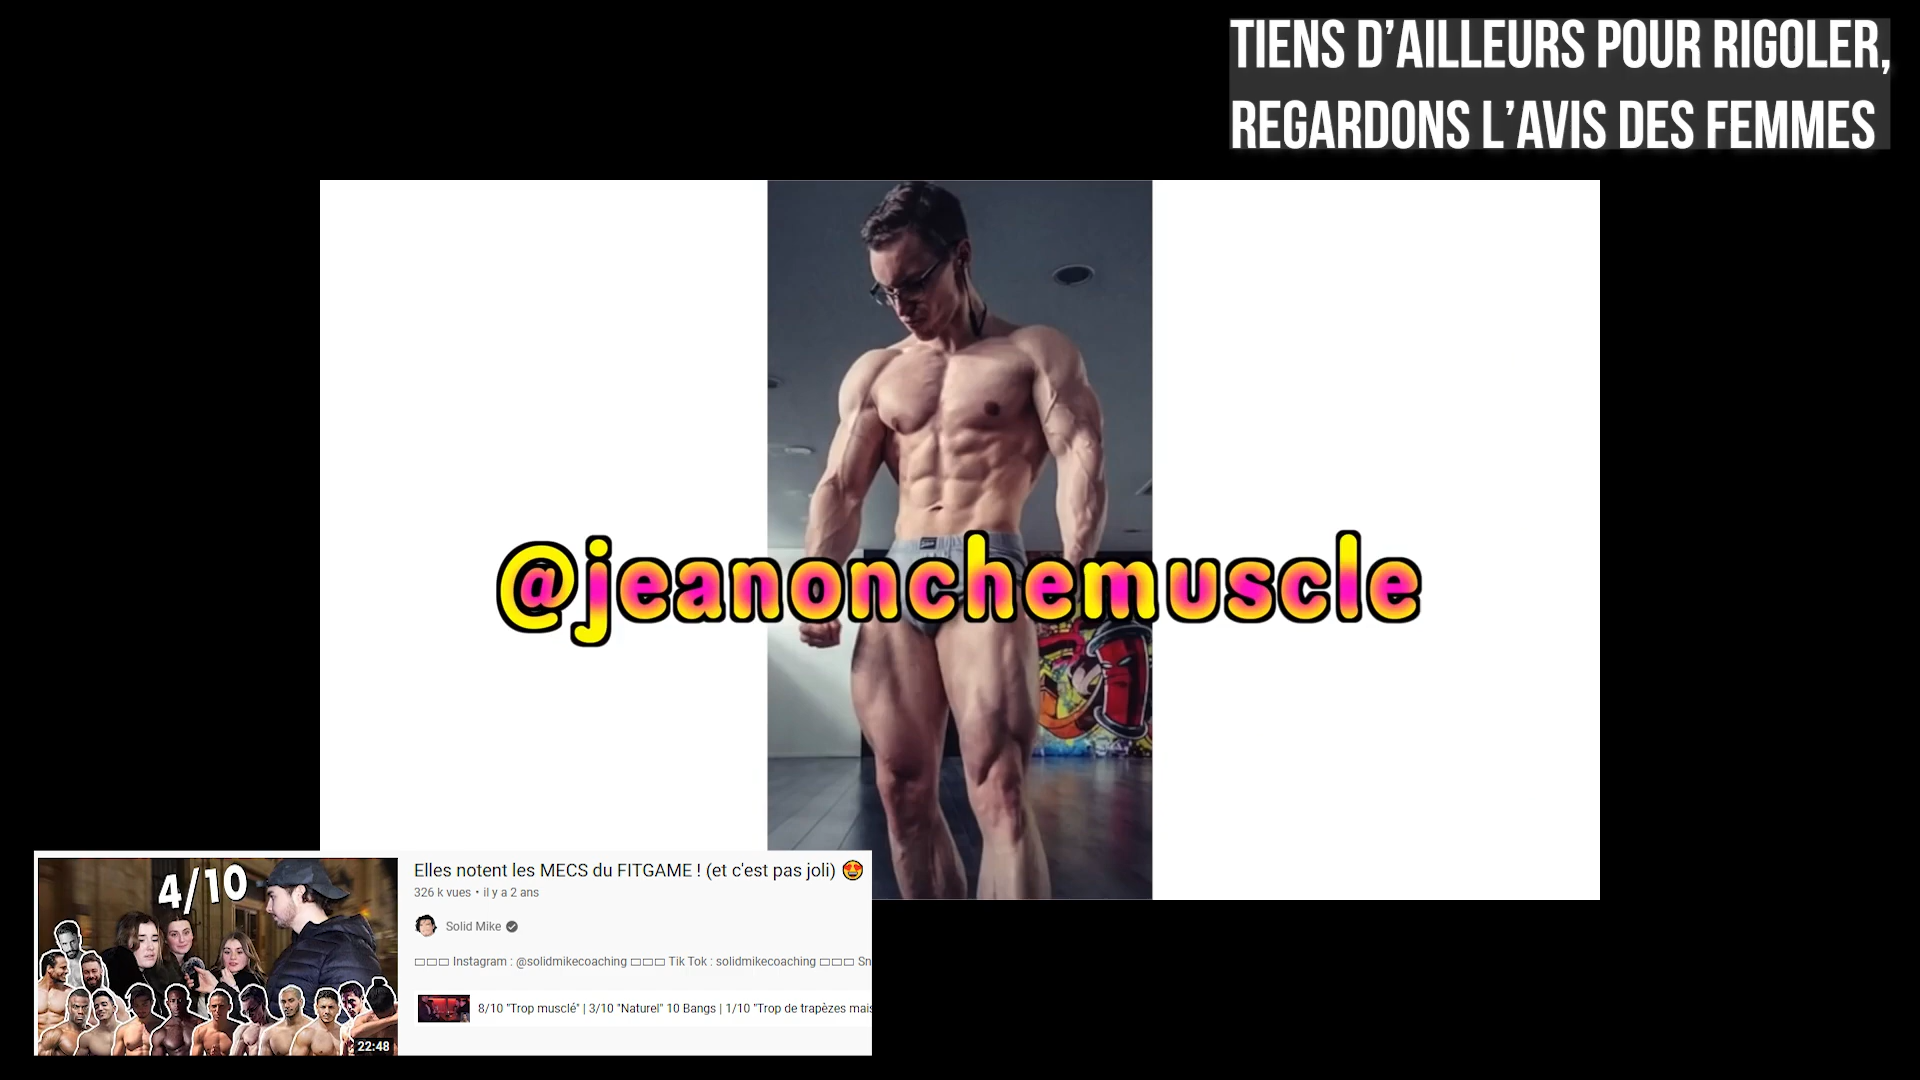 TIENS D'AILLEURS POUR RIGOLER,
REGARDONS L'AVIS DES FEMMES
@jeanonchemuscle
4/10
22:48
Elles notent les MECS du FITGAME ! (et c'est pas joli) 😍
326 k vues • il y a 2 ans
Solid Mike
Instagram : @solidmikecoaching Tik Tok : solidmikecoaching Sn
8/10 "Trop musclé" | 3/10 "Naturel" 10 Bangs | 1/10 "Trop de trapèzes mais